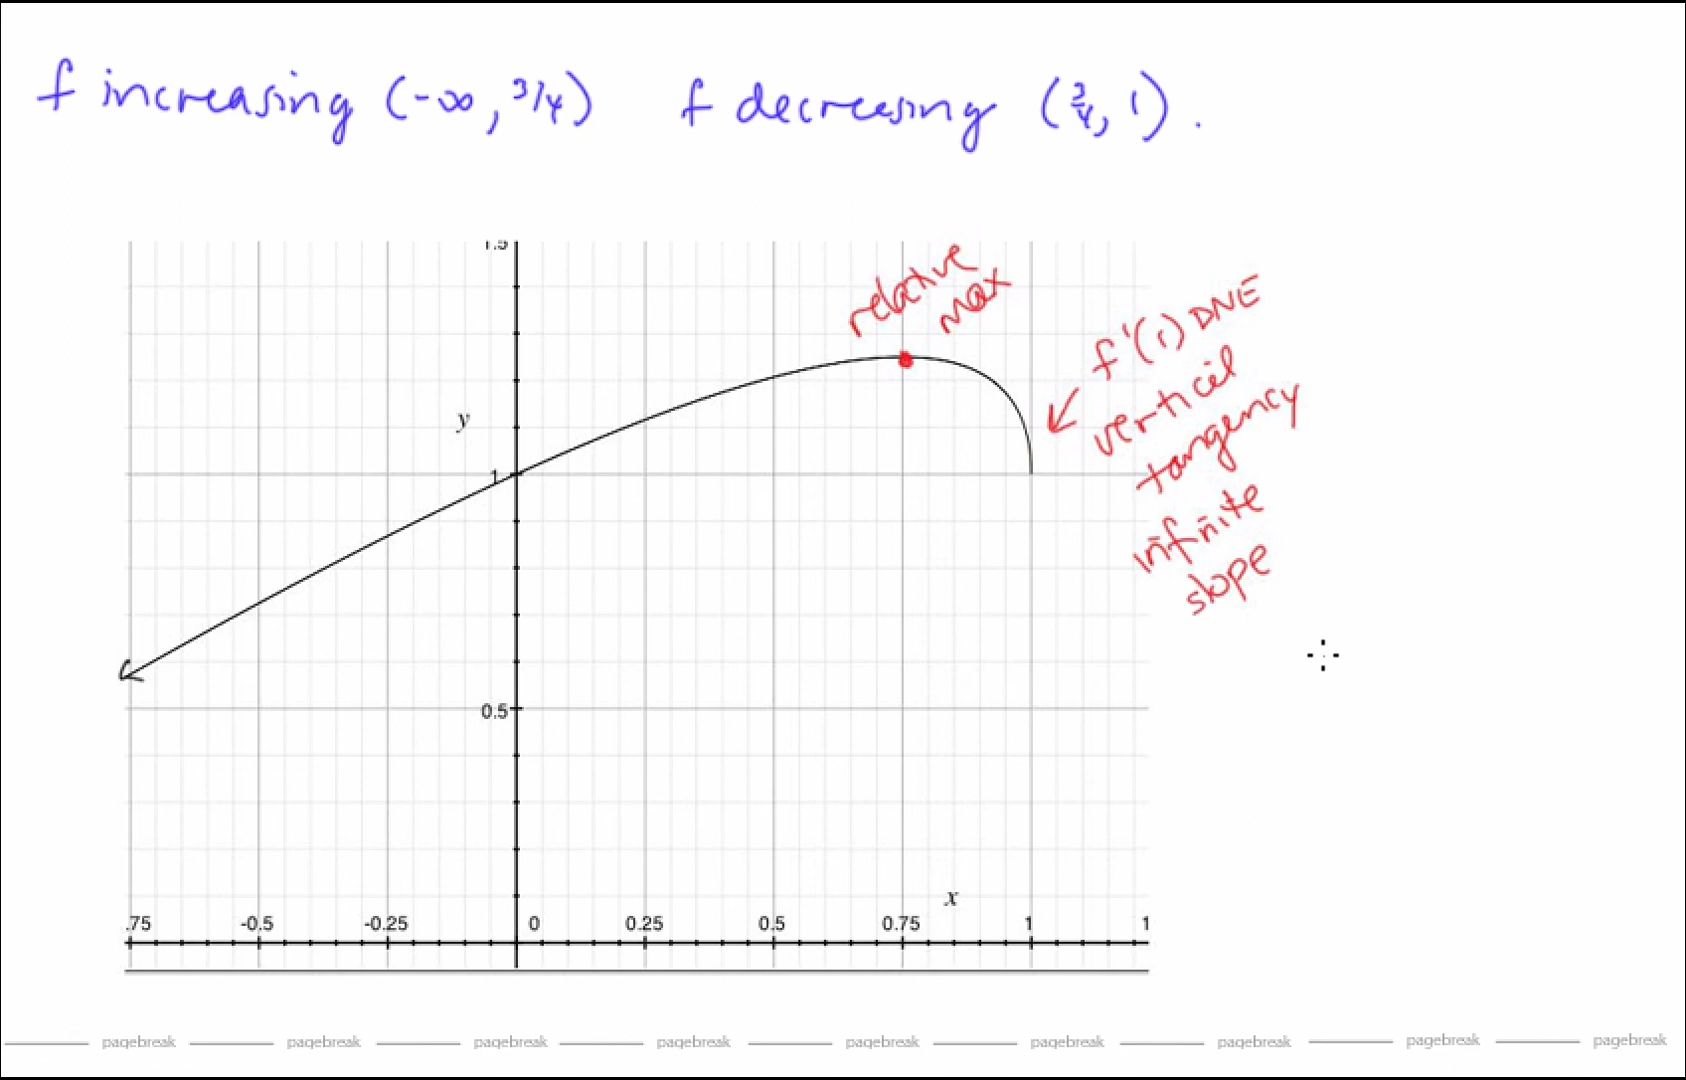 f increasing (-∞, 3/4) f decreasing (3/4, 1).
1.5
relative
max
f'(1) DNE
vertical
tangency
infinite
slope
y
1
0.5
x
.75 -0.5 -0.25 0 0.25 0.5 0.75 1 1
pagebreak pagebreak pagebreak pagebreak pagebreak pagebreak pagebreak pagebreak pagebreak